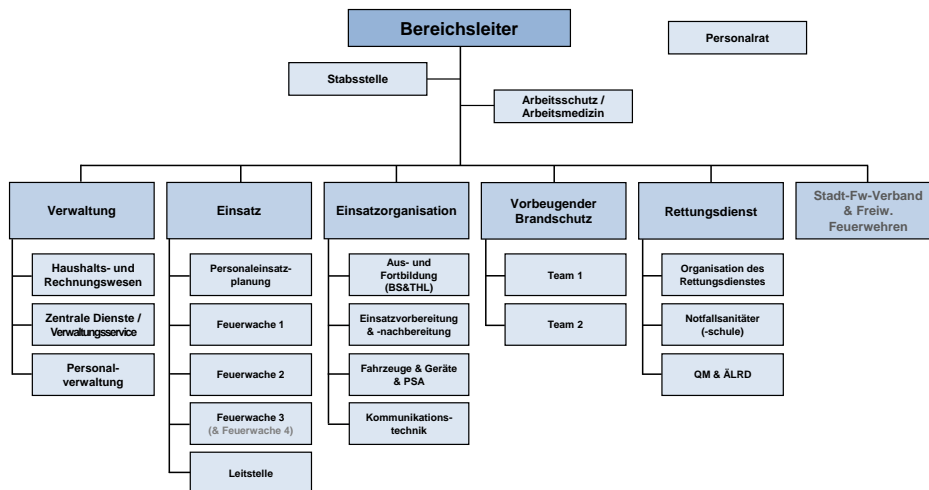 Bereichsleiter
Personalrat
Stabsstelle
Arbeitsschutz /
Arbeitsmedizin
Verwaltung
Haushalts- und
Rechnungswesen
Zentrale Dienste /
Verwaltungsservice
Personal-
verwaltung
Einsatz
Personaleinsatz-
planung
Feuerwache 1
Feuerwache 2
Feuerwache 3
(& Feuerwache 4)
Leitstelle
Einsatzorganisation
Aus- und
Fortbildung
(BS&THL)
Einsatzvorbereitung
& -nachbereitung
Fahrzeuge & Geräte
& PSA
Kommunikations-
technik
Vorbeugender
Brandschutz
Team 1
Team 2
Rettungsdienst
Organisation des
Rettungsdienstes
Notfallsanitäter
(-schule)
QM & ÄLRD
Stadt-Fw-Verband
& Freiw.
Feuerwehren